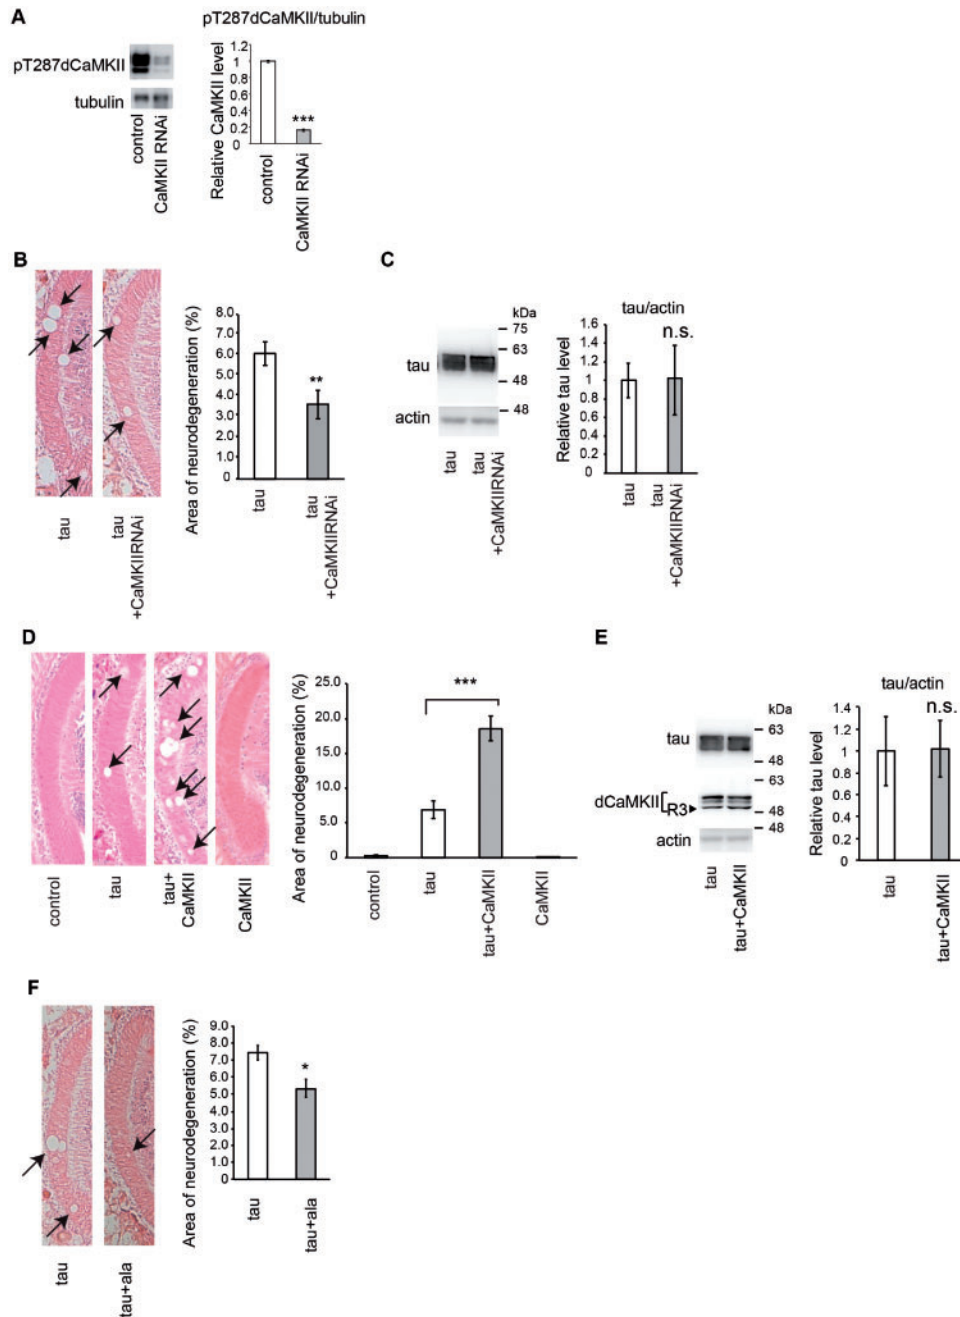 A
pT287dCaMKII/tubulin
pT287dCaMKII
tubulin
control
CaMKII RNAi
Relative CaMKII level
1.2
1
0.8
0.6
0.4
0.2
0
***
control
CaMKII RNAi
B
tau
tau
+CaMKIIRNAi
Area of neurodegeneration (%)
8.0
7.0
6.0
5.0
4.0
3.0
2.0
1.0
0
**
tau
tau
+CaMKIIRNAi
C
kDa
75
63
48
48
tau
actin
tau
tau
+CaMKIIRNAi
tau/actin
Relative tau level
1.6
1.4
1.2
1
0.8
0.6
0.4
0.2
0
n.s.
tau
tau
+CaMKIIRNAi
D
control
tau
tau+
CaMKII
CaMKII
Area of neurodegeneration (%)
25.0
20.0
15.0
10.0
5.0
0
***
control
tau
tau+CaMKII
CaMKII
E
kDa
63
48
63
48
48
tau
dCaMKII
R3
actin
tau
tau+CaMKII
tau/actin
Relative tau level
1.4
1.2
1
0.8
0.6
0.4
0.2
0
n.s.
tau
tau+CaMKII
F
tau
tau+ala
Area of neurodegeneration (%)
9.0
8.0
7.0
6.0
5.0
4.0
3.0
2.0
1.0
0
*
tau
tau+ala